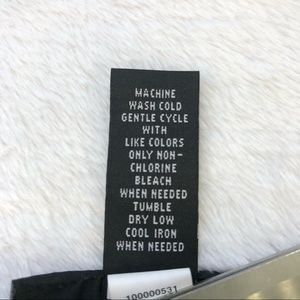 MACHINE
WASH COLD
GENTLE CYCLE
WITH
LIKE COLORS
ONLY NON-
CHLORINE
BLEACH
WHEN NEEDED
TUMBLE
DRY LOW
COOL IRON
WHEN NEEDED
100000531